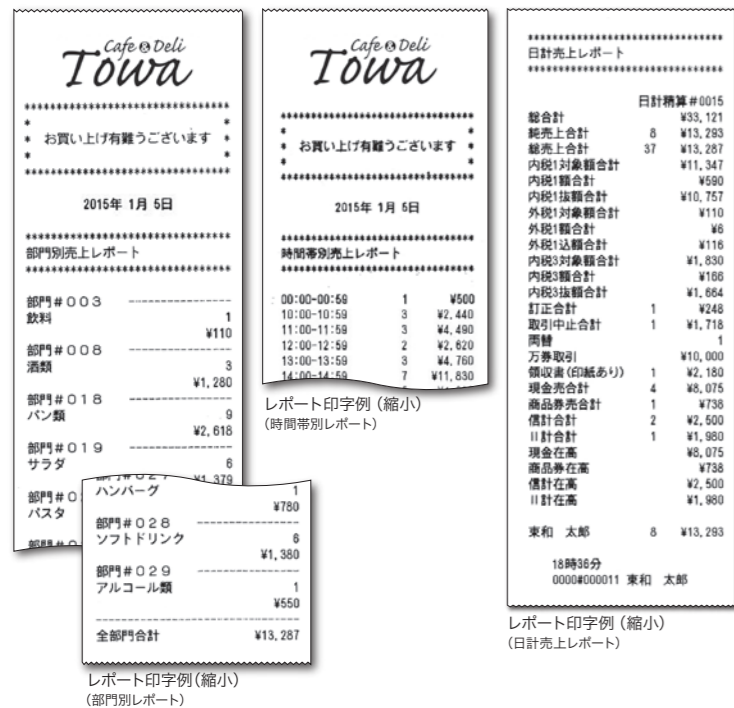 Cafe & Deli
Towa
********************************
* *
* お買い上げ有難うございます *
* *
********************************
2015年 1月 5日
********************************
部門別売上レポート
********************************
部門#003 ----------------
飲料 1
¥110
部門#008 ----------------
酒類 3
¥1,280
部門#018 ----------------
パン類 9
¥2,618
部門#019 ----------------
サラダ 6
¥1,379
パスタ
ハンバーグ 1
¥780
部門#028 ----------------
ソフトドリンク 6
¥1,380
部門#029 ----------------
アルコール類 1
¥550
--------------------------------
全部門合計 ¥13,287
レポート印字例(縮小)
(部門別レポート)
Cafe & Deli
Towa
********************************
* *
* お買い上げ有難うございます *
* *
********************************
2015年 1月 5日
********************************
時間帯別売上レポート
********************************
00:00-00:59 1 ¥500
10:00-10:59 3 ¥2,440
11:00-11:59 3 ¥4,490
12:00-12:59 2 ¥2,620
13:00-13:59 3 ¥4,760
14:00-14:59 7 ¥11,830
レポート印字例(縮小)
(時間帯別レポート)
********************************
日計売上レポート
********************************
日計精算#0015
総合計 ¥33,121
純売上合計 8 ¥13,293
総売上合計 37 ¥13,287
内税1対象額合計 ¥11,347
内税1額合計 ¥590
内税1抜額合計 ¥10,757
外税1対象額合計 ¥110
外税1額合計 ¥6
外税1込額合計 ¥116
内税3対象額合計 ¥1,830
内税3額合計 ¥166
内税3抜額合計 ¥1,664
訂正合計 1 ¥248
取引中止合計 1 ¥1,718
両替 1
万券取引 ¥10,000
領収書(印紙あり) 1 ¥2,180
現金売合計 4 ¥8,075
商品券売合計 1 ¥738
信計合計 2 ¥2,500
II計合計 1 ¥1,980
現金在高 ¥8,075
商品券在高 ¥738
信計在高 ¥2,500
II計在高 ¥1,980
東和 太郎 8 ¥13,293
18時36分
0000#000011 東和 太郎
レポート印字例(縮小)
(日計売上レポート)